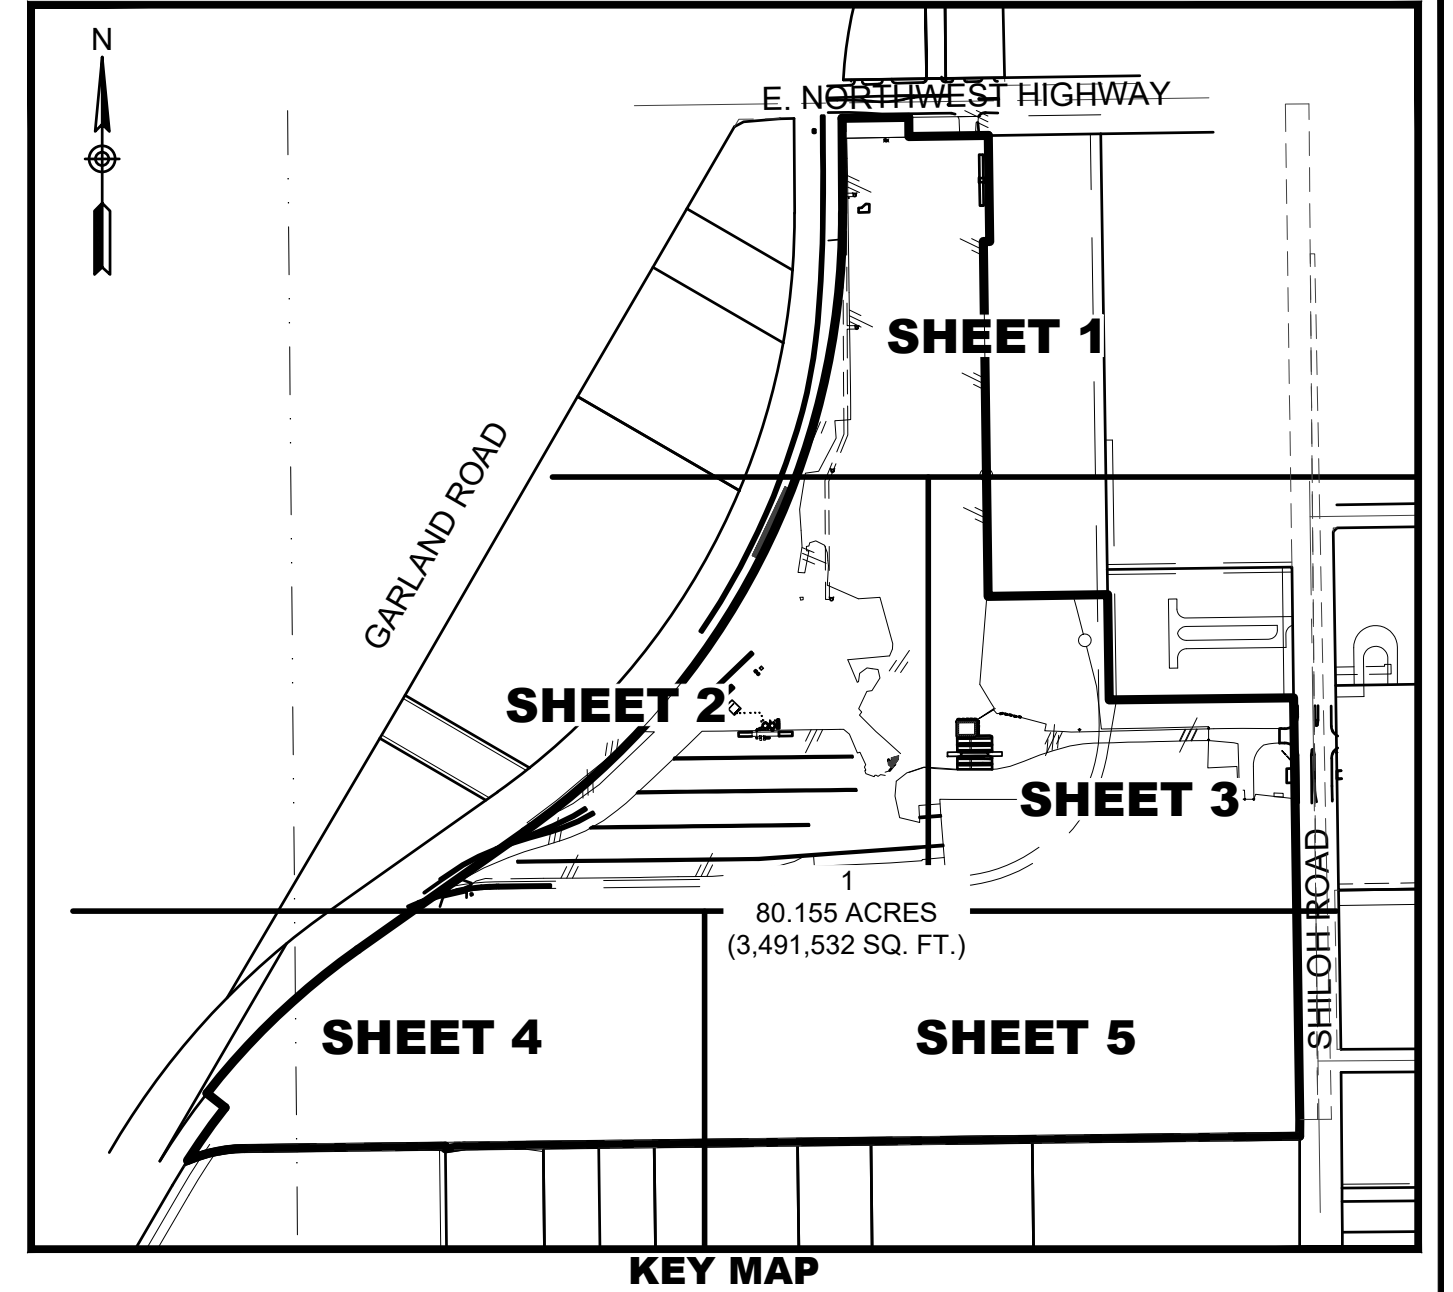 N
E. NORTHWEST HIGHWAY
SHEET 1
GARLAND ROAD
SHEET 2
SHEET 3
1
80.155 ACRES
(3,491,532 SQ. FT.)
SHILOH ROAD
SHEET 4
SHEET 5
KEY MAP